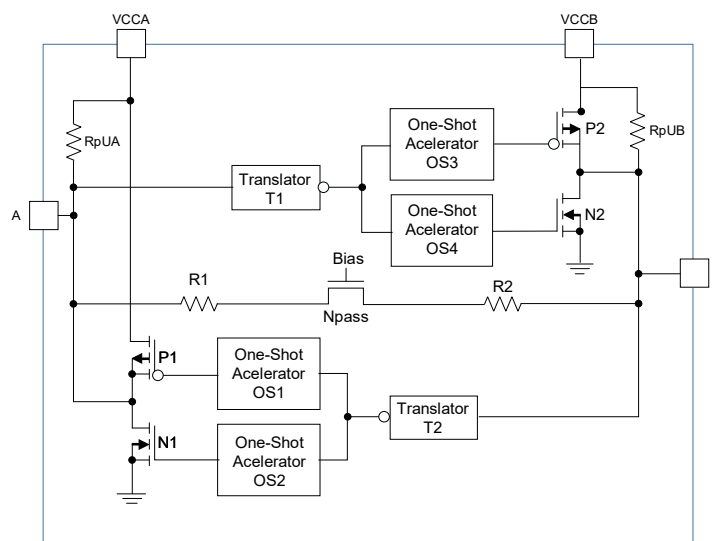 VCCA
VCCB
RpUA
One-Shot
Acelerator
OS3
P2
RpUB
Translator
T1
A
One-Shot
Acelerator
OS4
N2
Bias
R1
R2
Npass
P1
One-Shot
Acelerator
OS1
Translator
T2
N1
One-Shot
Acelerator
OS2